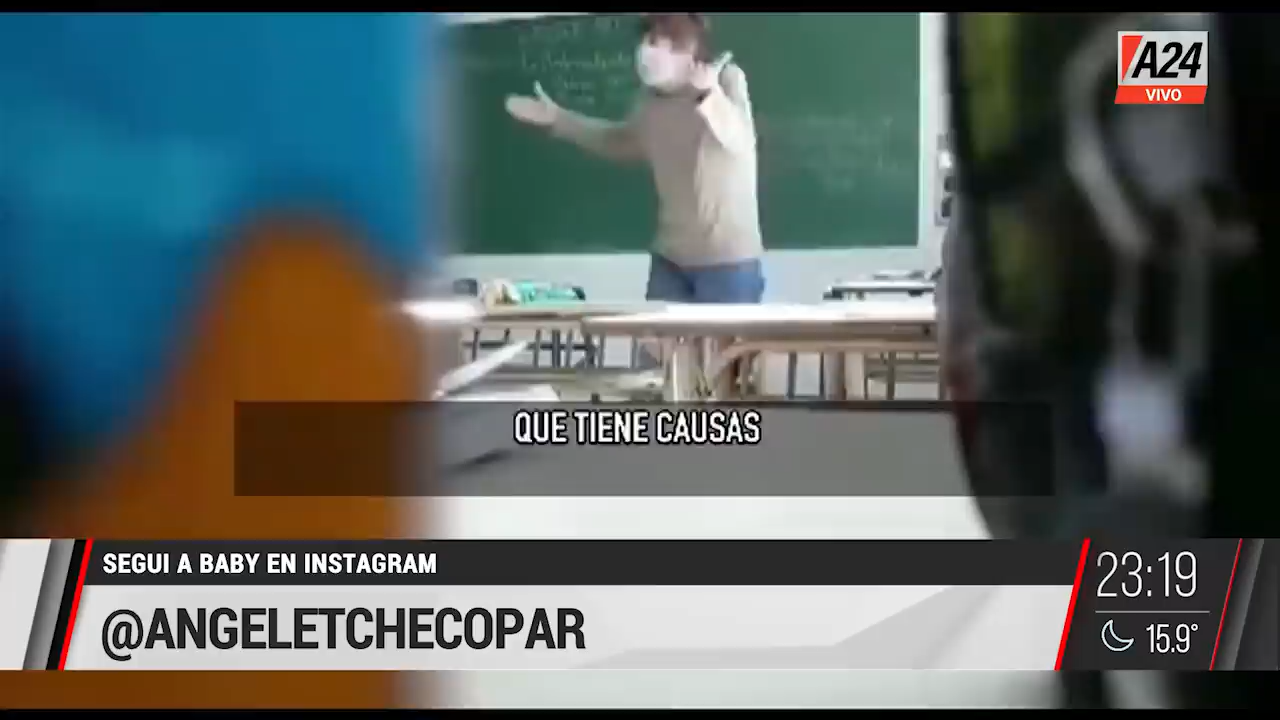 A24
VIVO
QUE TIENE CAUSAS
SEGUI A BABY EN INSTAGRAM
@ANGELETCHECOPAR
23:19
15.9°